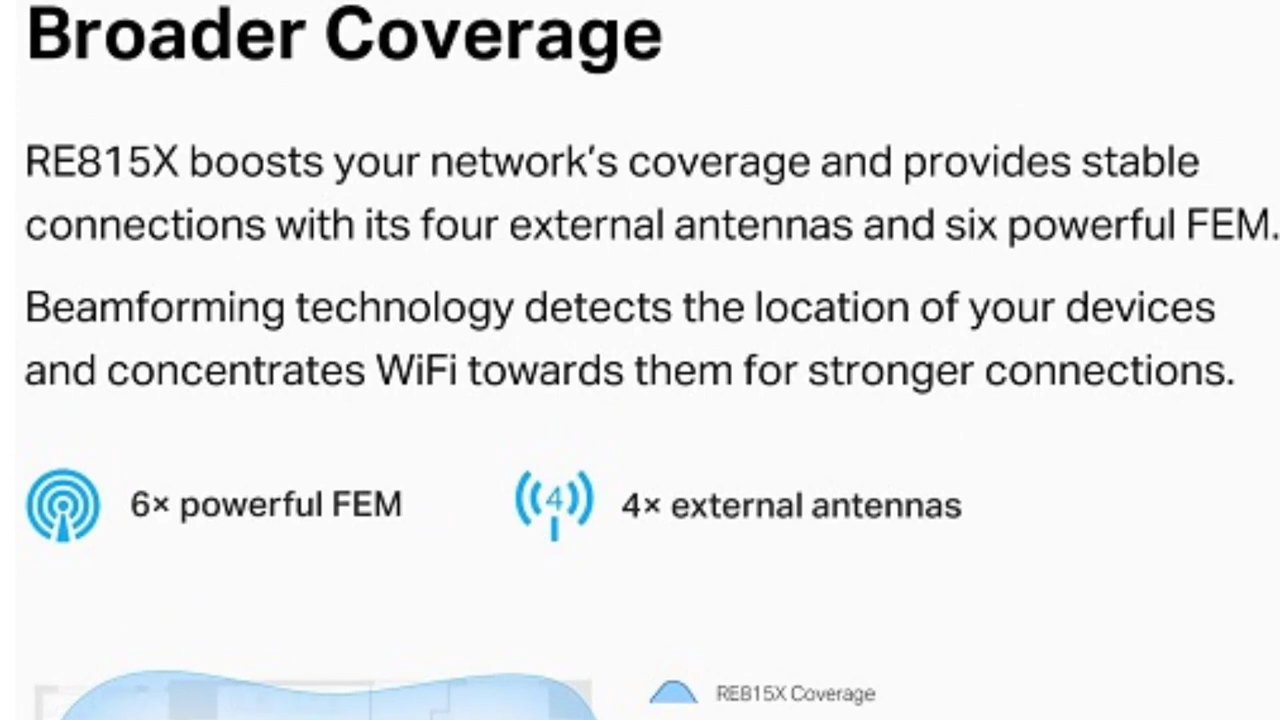 Broader Coverage
RE815X boosts your network’s coverage and provides stable
connections with its four external antennas and six powerful FEM.
Beamforming technology detects the location of your devices
and concentrates WiFi towards them for stronger connections.
6× powerful FEM
4
4× external antennas
RE815X Coverage